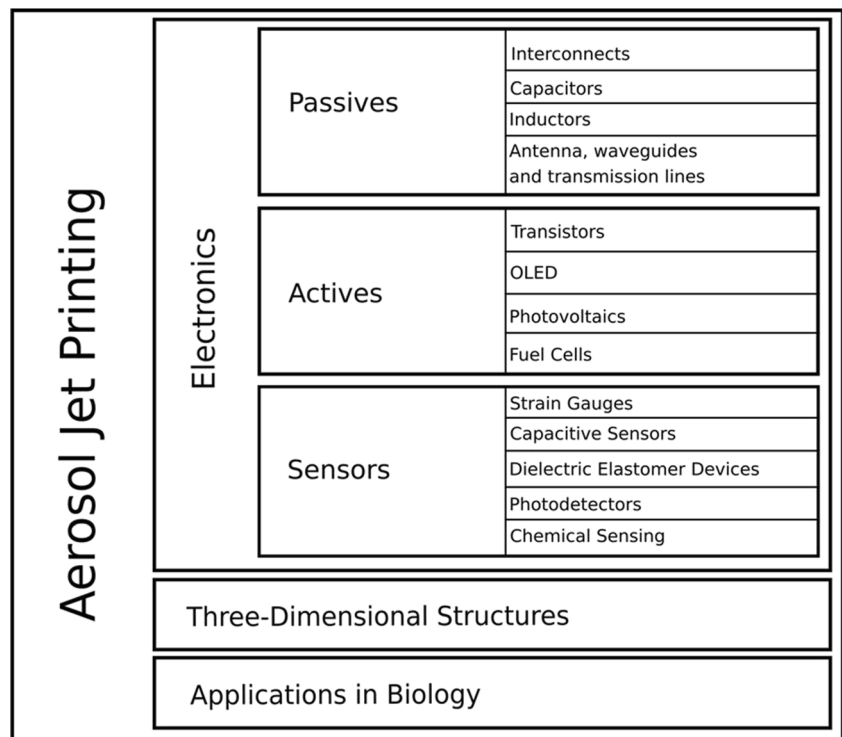 Aerosol Jet Printing
Electronics
Passives
Interconnects
Capacitors
Inductors
Antenna, waveguides
and transmission lines
Actives
Transistors
OLED
Photovoltaics
Fuel Cells
Sensors
Strain Gauges
Capacitive Sensors
Dielectric Elastomer Devices
Photodetectors
Chemical Sensing
Three-Dimensional Structures
Applications in Biology